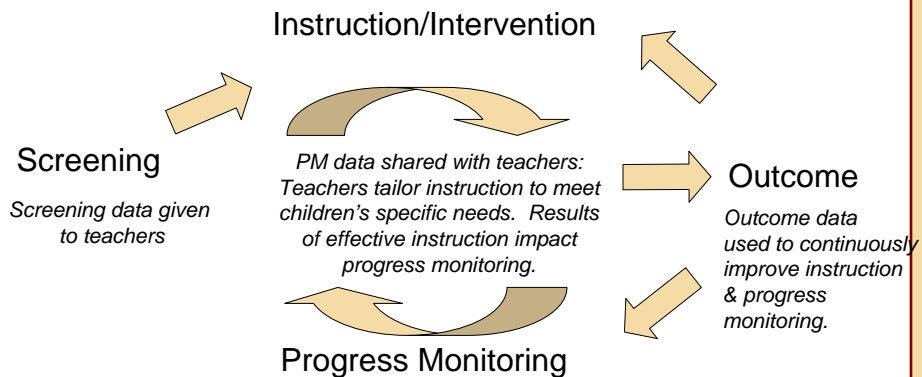 Instruction/Intervention
Screening
Screening data given
to teachers
PM data shared with teachers:
Teachers tailor instruction to meet
children's specific needs.  Results
of effective instruction impact
progress monitoring.
Outcome
Outcome data
used to continuously
improve instruction
& progress
monitoring.
Progress Monitoring